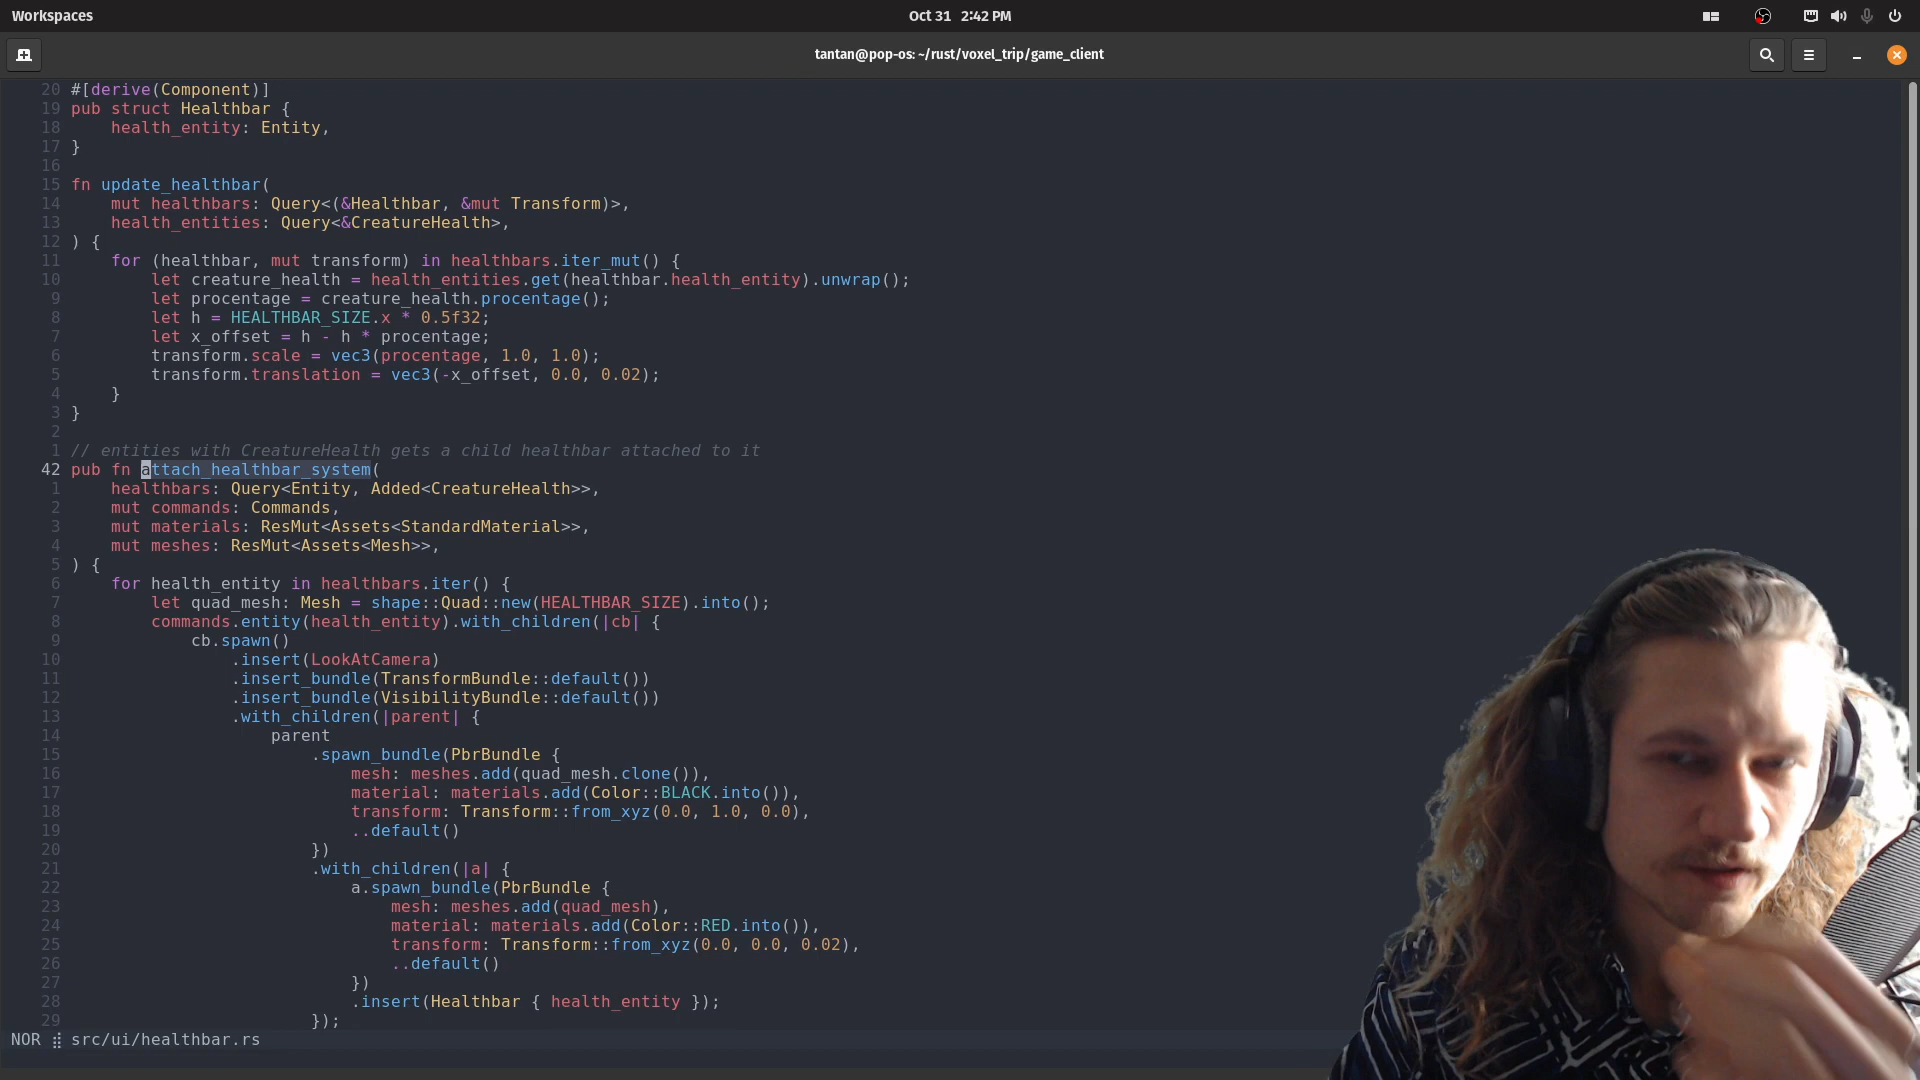 Workspaces
Oct 31 2:42 PM
tantan@pop-os: ~/rust/voxel_trip/game_client
20 #[derive(Component)]
19 pub struct Healthbar {
18     health_entity: Entity,
17 }
16
15 fn update_healthbar(
14     mut healthbars: Query<(&Healthbar, &mut Transform)>,
13     health_entities: Query<&CreatureHealth>,
12 ) {
11     for (healthbar, mut transform) in healthbars.iter_mut() {
10         let creature_health = health_entities.get(healthbar.health_entity).unwrap();
9         let procentage = creature_health.procentage();
8         let h = HEALTHBAR_SIZE.x * 0.5f32;
7         let x_offset = h - h * procentage;
6         transform.scale = vec3(procentage, 1.0, 1.0);
5         transform.translation = vec3(-x_offset, 0.0, 0.02);
4     }
3 }
2
1 // entities with CreatureHealth gets a child healthbar attached to it
42 pub fn attach_healthbar_system(
1     healthbars: Query<Entity, Added<CreatureHealth>>,
2     mut commands: Commands,
3     mut materials: ResMut<Assets<StandardMaterial>>,
4     mut meshes: ResMut<Assets<Mesh>>,
5 ) {
6     for health_entity in healthbars.iter() {
7         let quad_mesh: Mesh = shape::Quad::new(HEALTHBAR_SIZE).into();
8         commands.entity(health_entity).with_children(|cb| {
9             cb.spawn()
10                 .insert(LookAtCamera)
11                 .insert_bundle(TransformBundle::default())
12                 .insert_bundle(VisibilityBundle::default())
13                 .with_children(|parent| {
14                     parent
15                         .spawn_bundle(PbrBundle {
16                             mesh: meshes.add(quad_mesh.clone()),
17                             material: materials.add(Color::BLACK.into()),
18                             transform: Transform::from_xyz(0.0, 1.0, 0.0),
19                             ..default()
20                         })
21                         .with_children(|a| {
22                             a.spawn_bundle(PbrBundle {
23                                 mesh: meshes.add(quad_mesh),
24                                 material: materials.add(Color::RED.into()),
25                                 transform: Transform::from_xyz(0.0, 0.0, 0.02),
26                                 ..default()
27                             })
28                             .insert(Healthbar { health_entity });
29                         });
NOR ⣾ src/ui/healthbar.rs